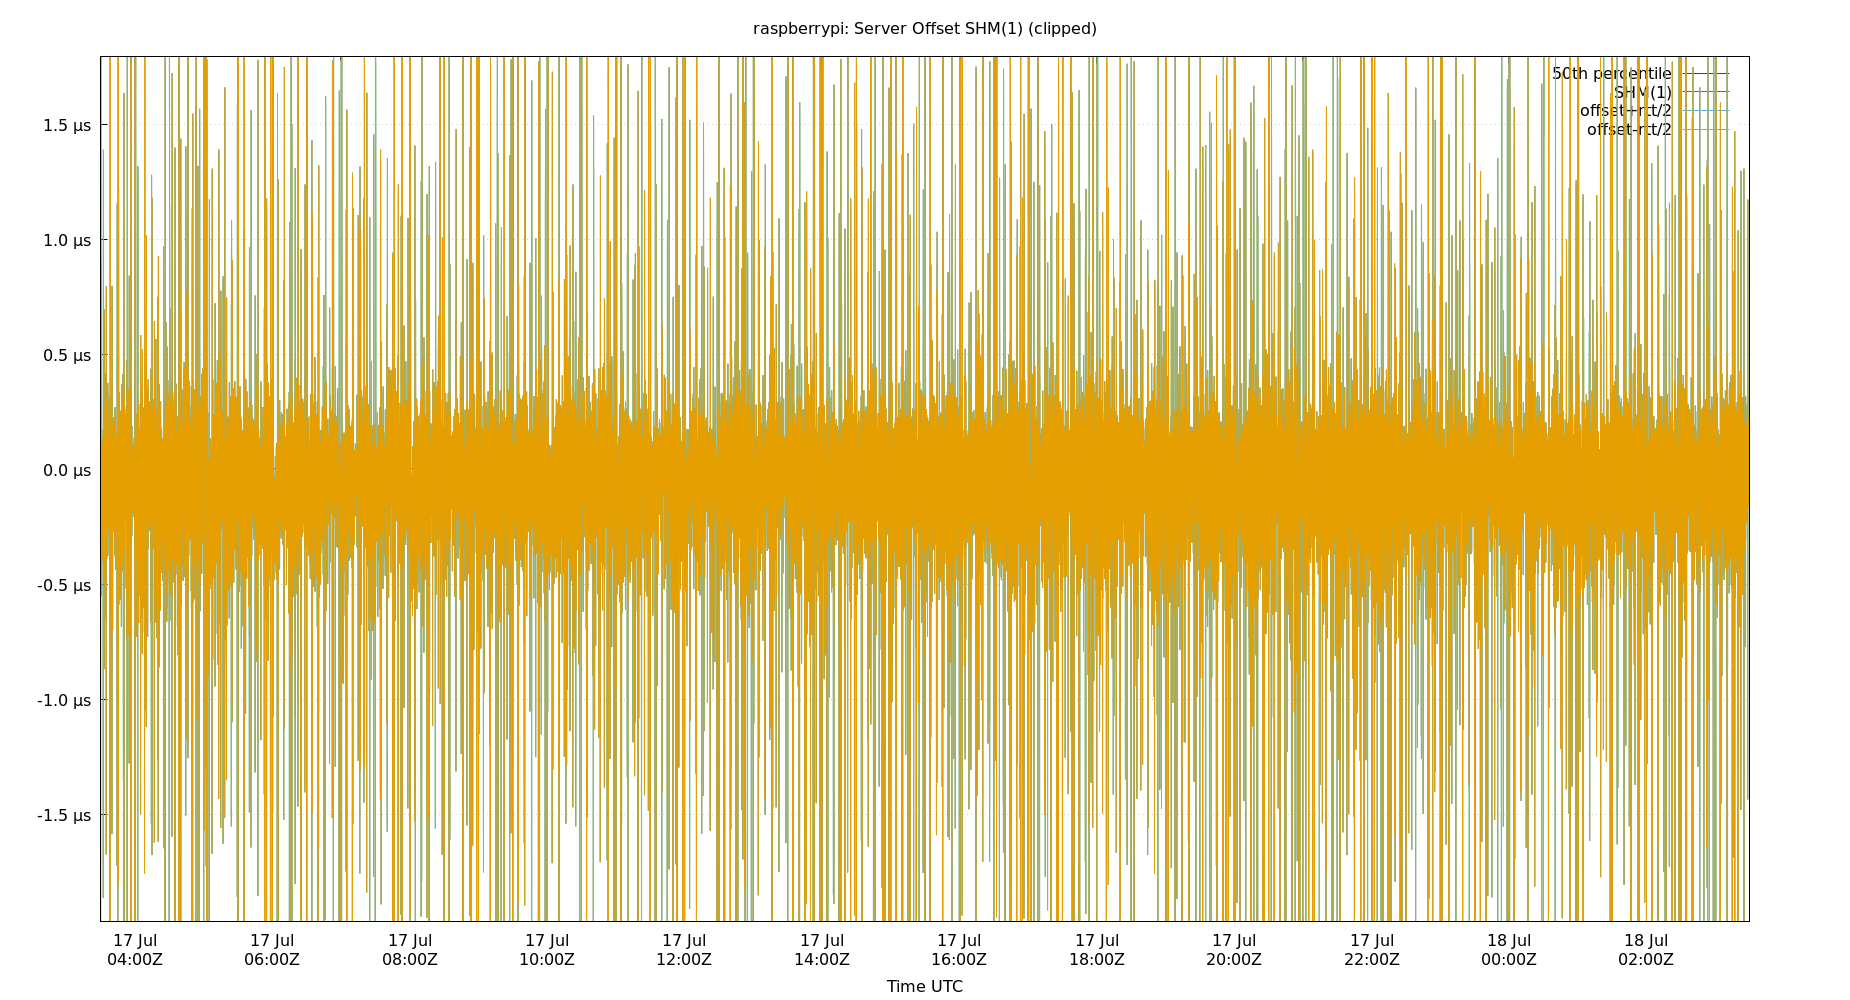 raspberrypi: Server Offset SHM(1) (clipped)
50th percentile
SHM(1)
offset+rtt/2
offset-rtt/2
1.5 µs
1.0 µs
0.5 µs
0.0 µs
-0.5 µs
-1.0 µs
-1.5 µs
17 Jul 17 Jul 17 Jul 17 Jul 17 Jul 17 Jul 17 Jul 17 Jul 17 Jul 17 Jul 18 Jul 18 Jul
04:00Z 06:00Z 08:00Z 10:00Z 12:00Z 14:00Z 16:00Z 18:00Z 20:00Z 22:00Z 00:00Z 02:00Z
Time UTC